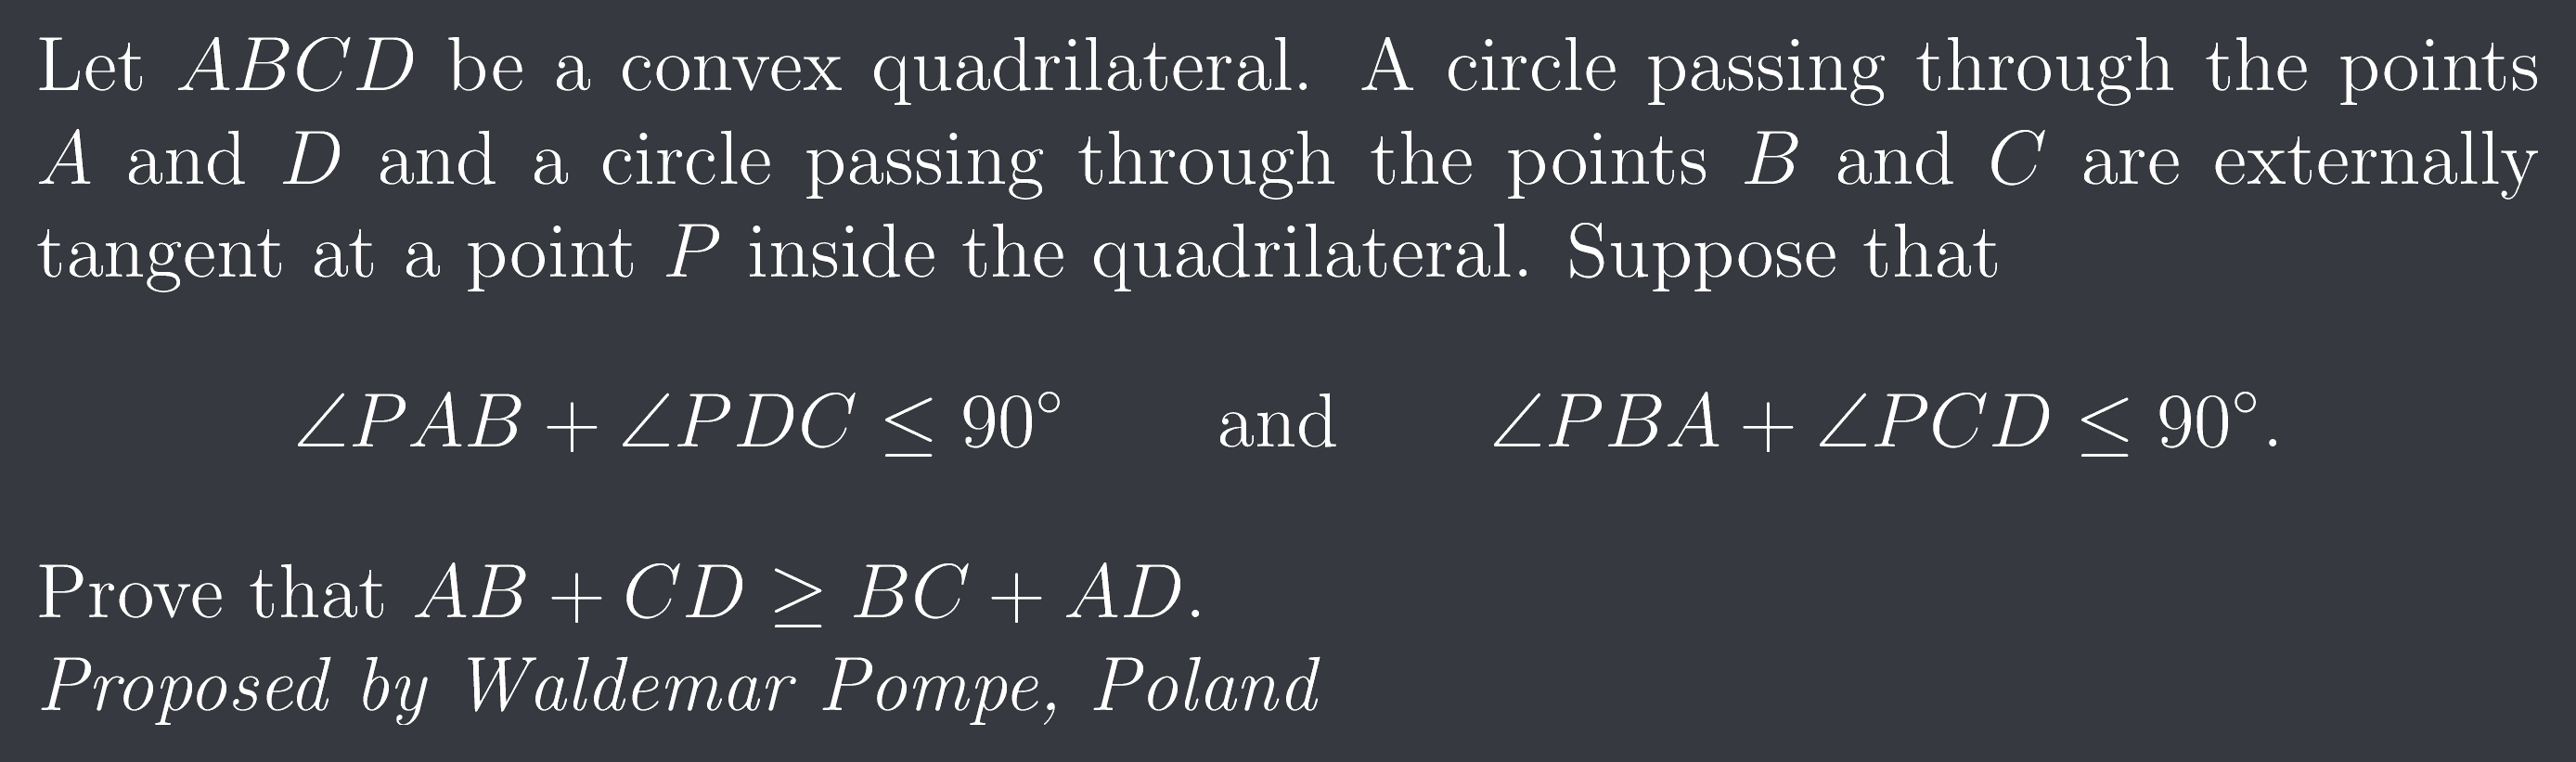 Let ABCD be a convex quadrilateral. A circle passing through the points
A and D and a circle passing through the points B and C are externally
tangent at a point P inside the quadrilateral. Suppose that
∠PAB + ∠PDC ≤ 90° and ∠PBA + ∠PCD ≤ 90°.
Prove that AB + CD ≥ BC + AD.
Proposed by Waldemar Pompe, Poland